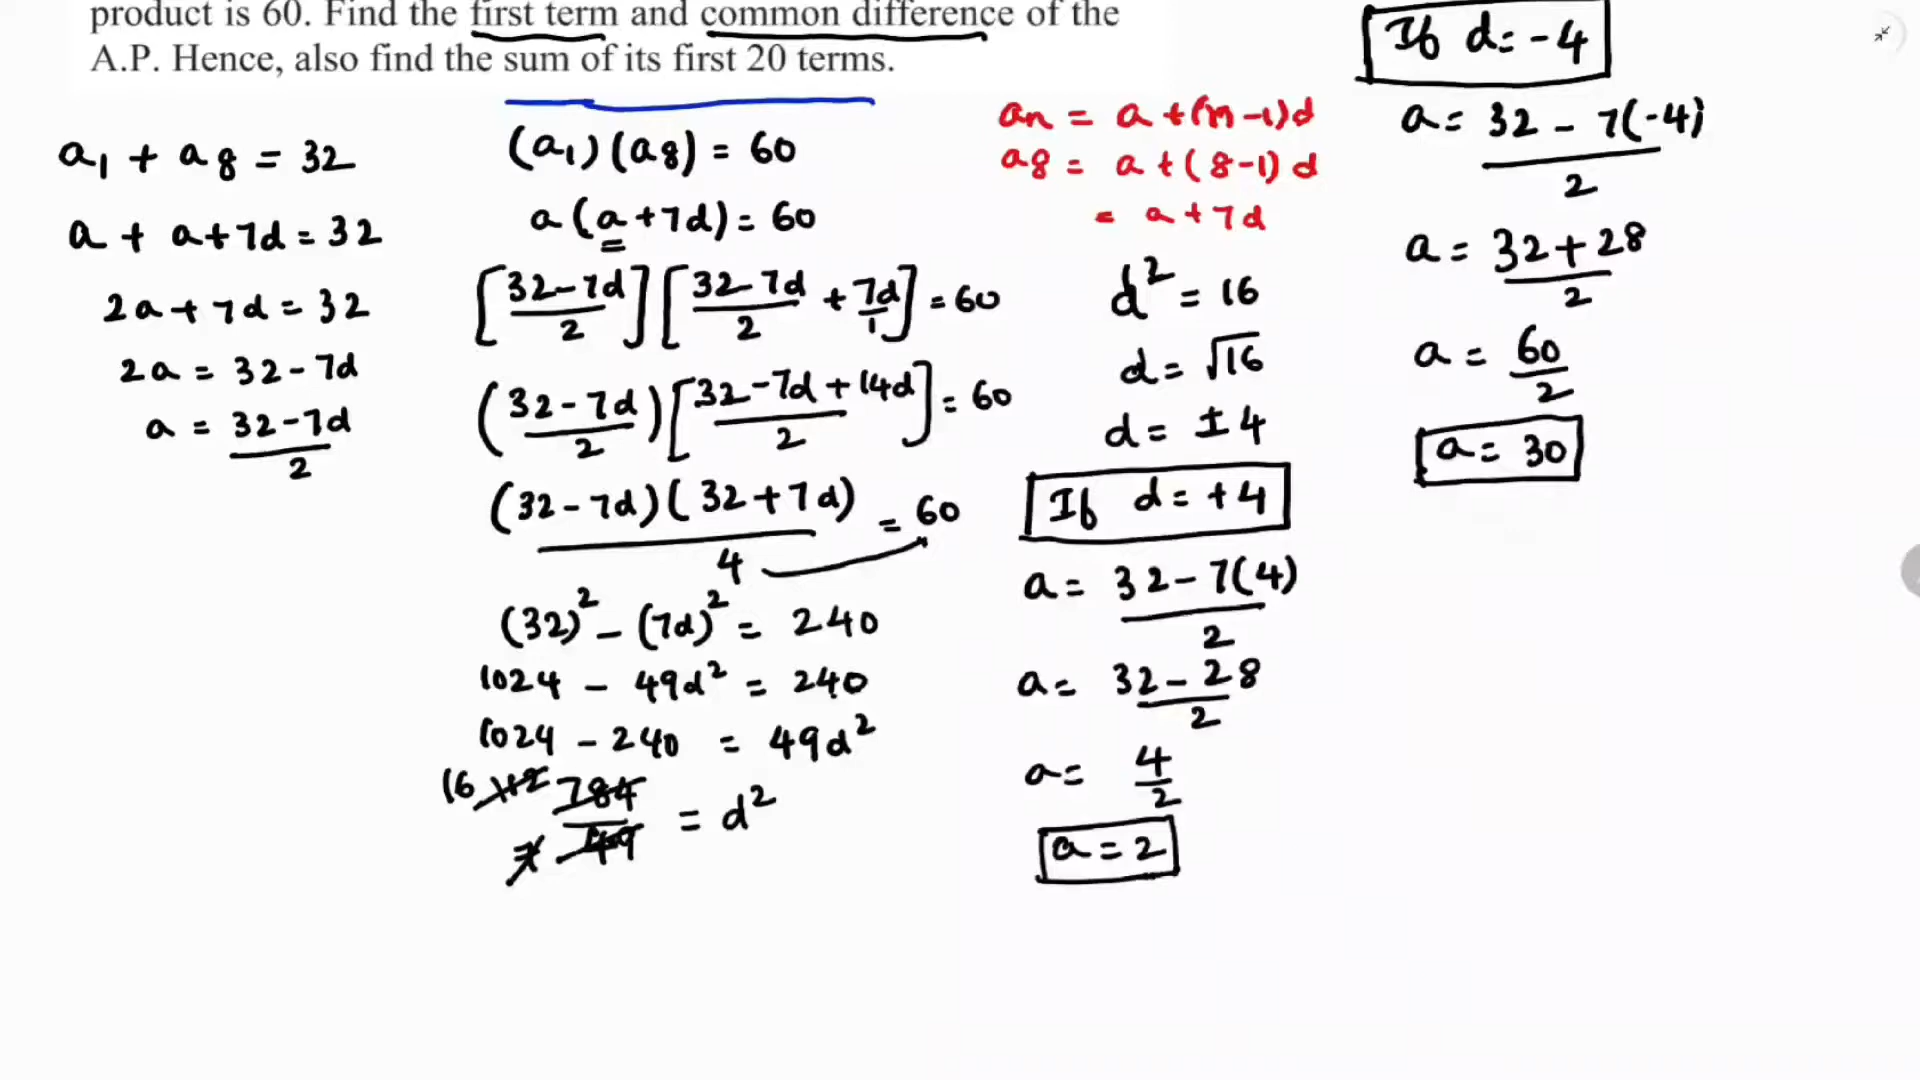 product is 60. Find the first term and common difference of the
A.P. Hence, also find the sum of its first 20 terms.
a₁ + a8 = 32
a + a+7d = 32
2a + 7d = 32
2a = 32 - 7d
a = 32-7d
2
(a₁)(a8) = 60
a(a+7d) = 60
[32-7d/2][32-7d/2 + 7d/1] = 60
(32-7d/2)[32-7d+14d/2] = 60
(32-7d)(32+7d) = 60
4
(32)² - (7d)² = 240
1024 - 49d² = 240
1024 - 240 = 49d²
16 112 784 = d²
7 49
an = a+(n-1)d
a8 = a+(8-1)d
= a+7d
d² = 16
d = √16
d = ±4
If d = +4
a = 32-7(4)
2
a = 32-28
2
a = 4
2
a = 2
If d = -4
a = 32 - 7(-4)
2
a = 32+28
2
a = 60
2
a = 30